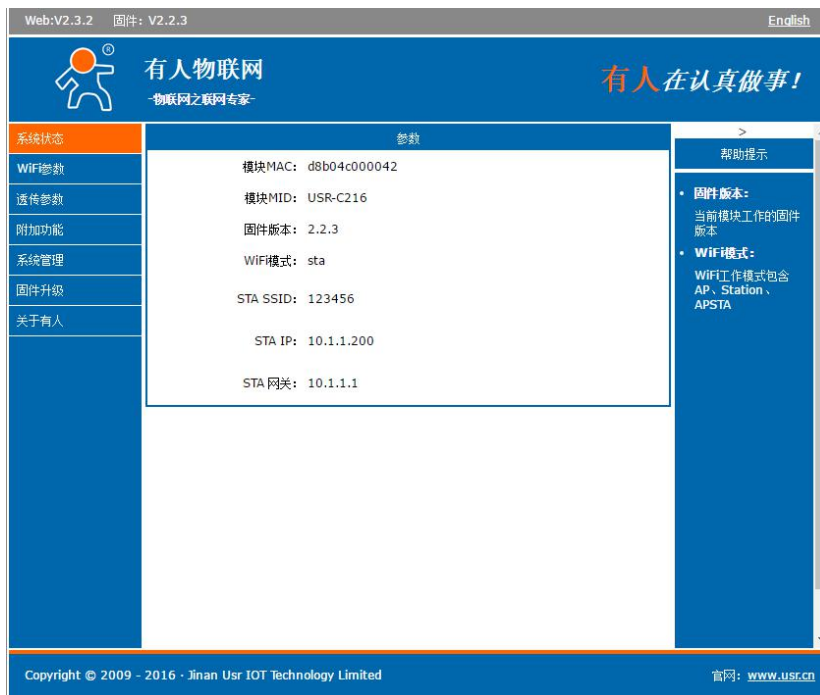 Web:V2.3.2 固件: V2.2.3 English
®
有人物联网
-物联网之联网专家-
有人在认真做事!
系统状态
WiFi参数
透传参数
附加功能
系统管理
固件升级
关于有人
参数
模块MAC: d8b04c000042
模块MID: USR-C216
固件版本: 2.2.3
WiFi模式: sta
STA SSID: 123456
STA IP: 10.1.1.200
STA 网关: 10.1.1.1
>
帮助提示
• 固件版本:
当前模块工作的固件
版本
• WiFi模式:
WiFi工作模式包含
AP、Station、
APSTA
Copyright © 2009 - 2016 · Jinan Usr IOT Technology Limited
官网: www.usr.cn